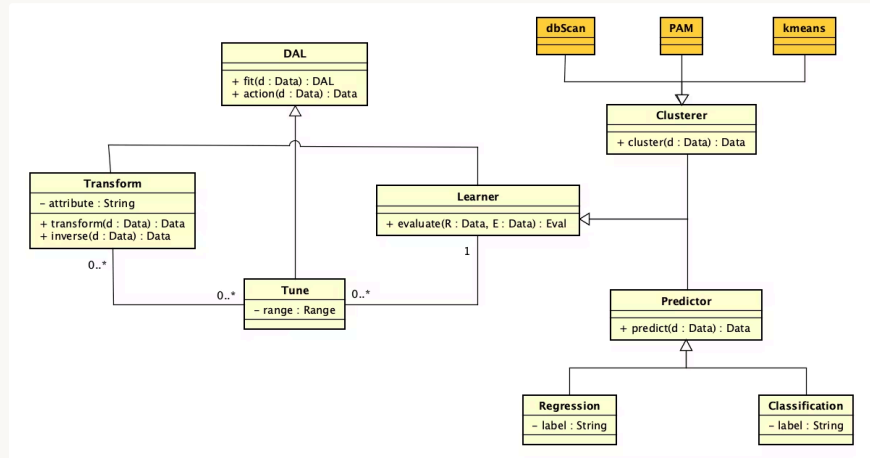 dbScan
PAM
kmeans
DAL
+ fit(d : Data) : DAL
+ action(d : Data) : Data
Clusterer
+ cluster(d : Data) : Data
Transform
– attribute : String
+ transform(d : Data) : Data
+ inverse(d : Data) : Data
Learner
+ evaluate(R : Data, E : Data) : Eval
0..*
1
0..*
Tune
– range : Range
0..*
Predictor
+ predict(d : Data) : Data
Regression
– label : String
Classification
– label : String